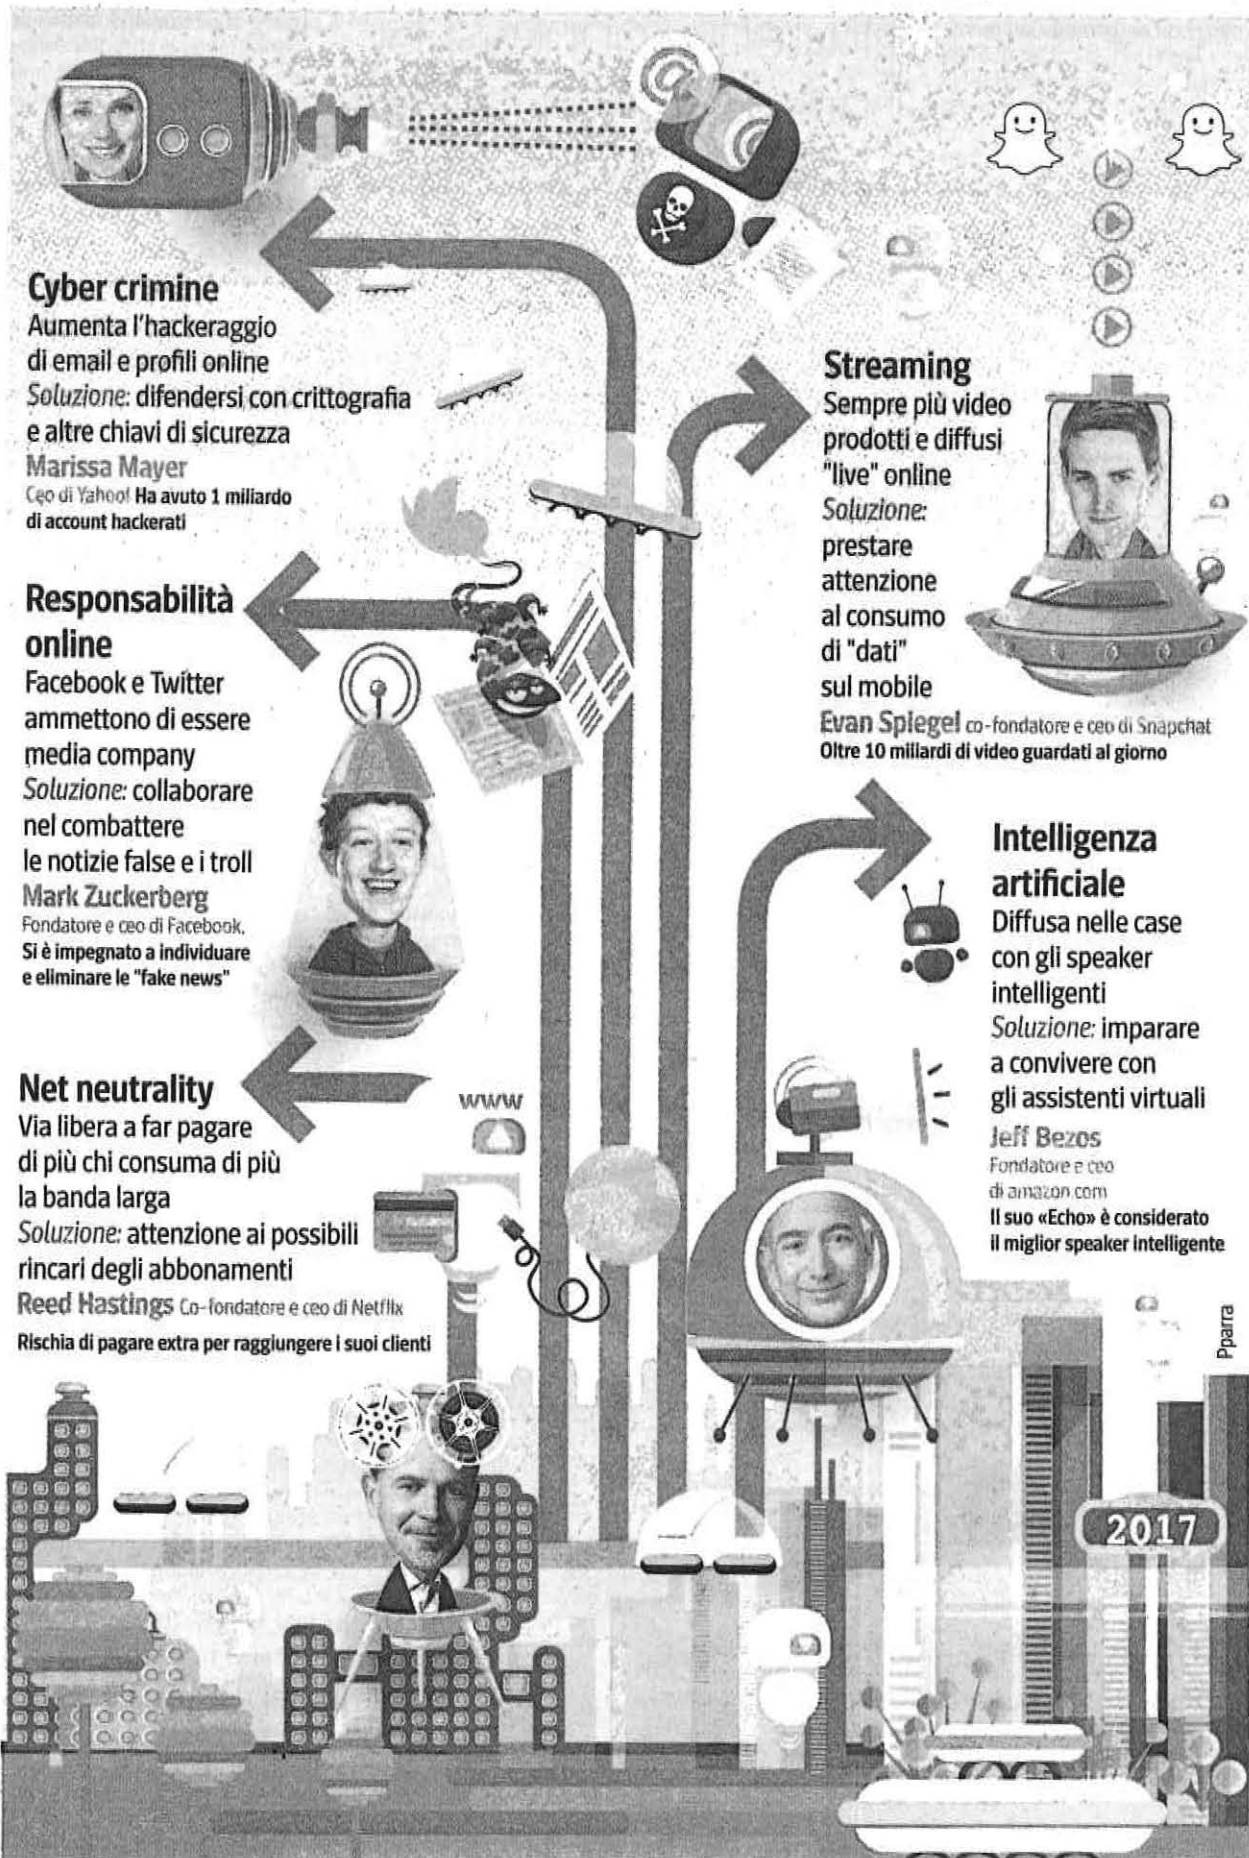 Cyber crimine
Aumenta l'hackeraggio
di email e profili online
Soluzione: difendersi con crittografia
e altre chiavi di sicurezza
Marissa Mayer
Ceo di Yahoo! Ha avuto 1 miliardo
di account hackerati
Responsabilità
online
Facebook e Twitter
ammettono di essere
media company
Soluzione: collaborare
nel combattere
le notizie false e i troll
Mark Zuckerberg
Fondatore e ceo di Facebook.
Si è impegnato a individuare
e eliminare le "fake news"
Net neutrality
Via libera a far pagare
di più chi consuma di più
la banda larga
Soluzione: attenzione ai possibili
rincari degli abbonamenti
Reed Hastings Co-fondatore e ceo di Netflix
Rischia di pagare extra per raggiungere i suoi clienti
www
Streaming
Sempre più video
prodotti e diffusi
"live" online
Soluzione:
prestare
attenzione
al consumo
di "dati"
sul mobile
Evan Spiegel co-fondatore e ceo di Snapchat
Oltre 10 miliardi di video guardati al giorno
Intelligenza
artificiale
Diffusa nelle case
con gli speaker
intelligenti
Soluzione: imparare
a convivere con
gli assistenti virtuali
Jeff Bezos
Fondatore e ceo
di amazon.com
Il suo «Echo» è considerato
il miglior speaker intelligente
Pparra
2017